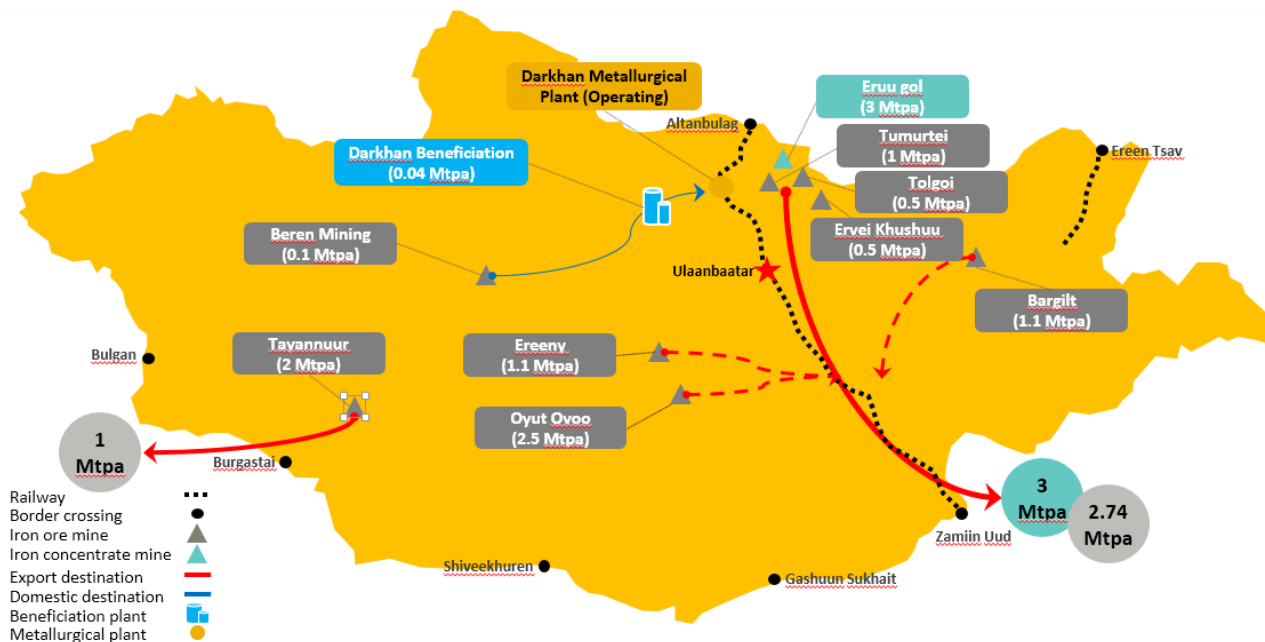 Darkhan Metallurgical
Plant (Operating)
Eruu gol
(3 Mtpa)
Altanbulag
Tumurtei
(1 Mtpa)
Ereen Tsav
Darkhan Beneficiation
(0.04 Mtpa)
Tolgoi
(0.5 Mtpa)
Beren Mining
(0.1 Mtpa)
Ervei Khushuu
(0.5 Mtpa)
Ulaanbaatar
Bargilt
(1.1 Mtpa)
Bulgan
Tayannuur
(2 Mtpa)
Ereeny
(1.1 Mtpa)
Oyut Ovoo
(2.5 Mtpa)
1
Mtpa
Burgastai
3
Mtpa
2.74
Mtpa
Zamiin Uud
Shiveekhuren
Gashuun Sukhait
Railway
Border crossing
Iron ore mine
Iron concentrate mine
Export destination
Domestic destination
Beneficiation plant
Metallurgical plant